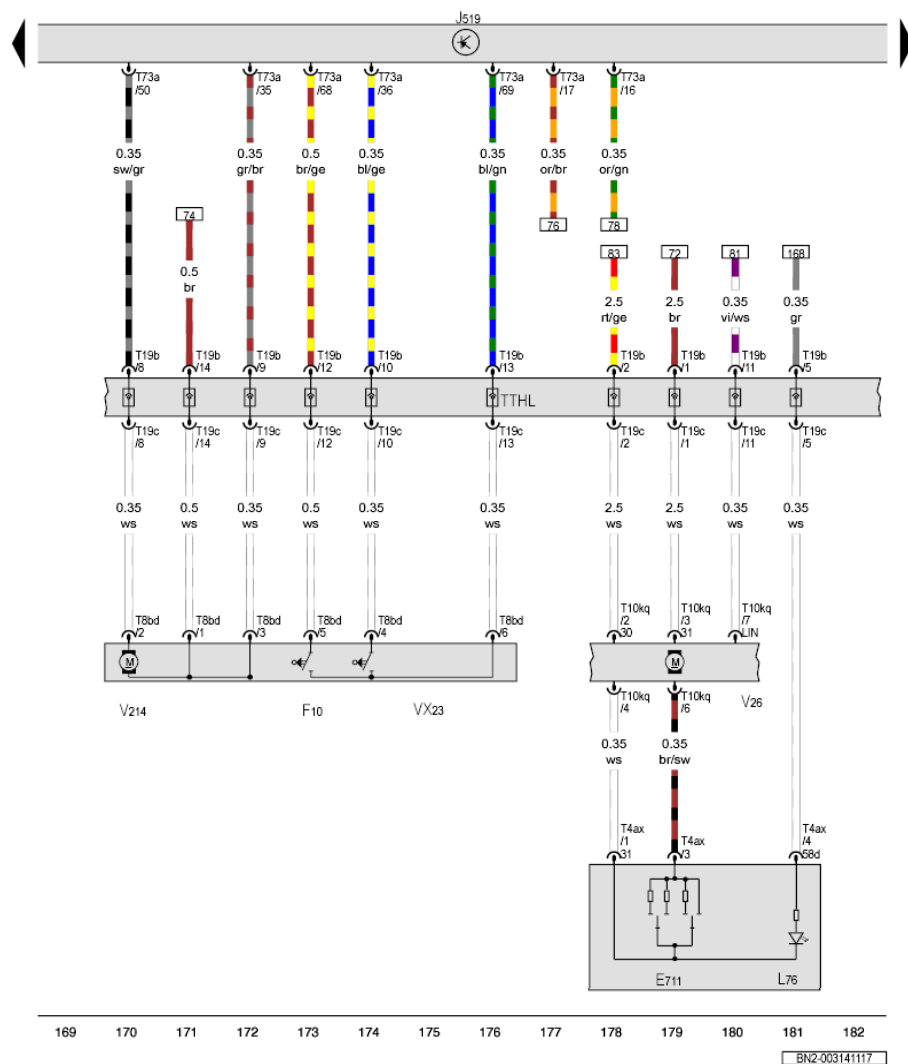 J519
T73a T73a T73a T73a T73a T73a T73a
/50 /35 /68 /36 /69 /17 /16
0.35 0.35 0.5 0.35 0.35 0.35 0.35
sw/gr gr/br br/ge bl/ge bl/gn or/br or/gn
74 76 78
83 72 81 168
0.5
br
2.5 2.5 0.35 0.35
rt/ge br vi/ws gr
T19b T19b T19b T19b T19b T19b T19b T19b T19b T19b
/8 /14 /9 /12 /10 /13 /2 /1 /11 /5
TTHL
T19c T19c T19c T19c T19c T19c T19c T19c T19c T19c
/8 /14 /9 /12 /10 /13 /2 /1 /11 /5
0.35 0.5 0.35 0.5 0.35 0.35 2.5 2.5 0.35 0.35
ws ws ws ws ws ws ws ws ws ws
T8bd T8bd T8bd T8bd T8bd T8bd T10kq T10kq T10kq
/2 /1 /3 /5 /4 /6 /2 /3 /7
30 31 LIN
M M
T10kq T10kq
/4 /6
V214 F10 VX23 V26
0.35 0.35
ws br/sw
T4ax T4ax T4ax
/1 /3 /4
31 58d
E711 L76
169 170 171 172 173 174 175 176 177 178 179 180 181 182
BN2-003141117